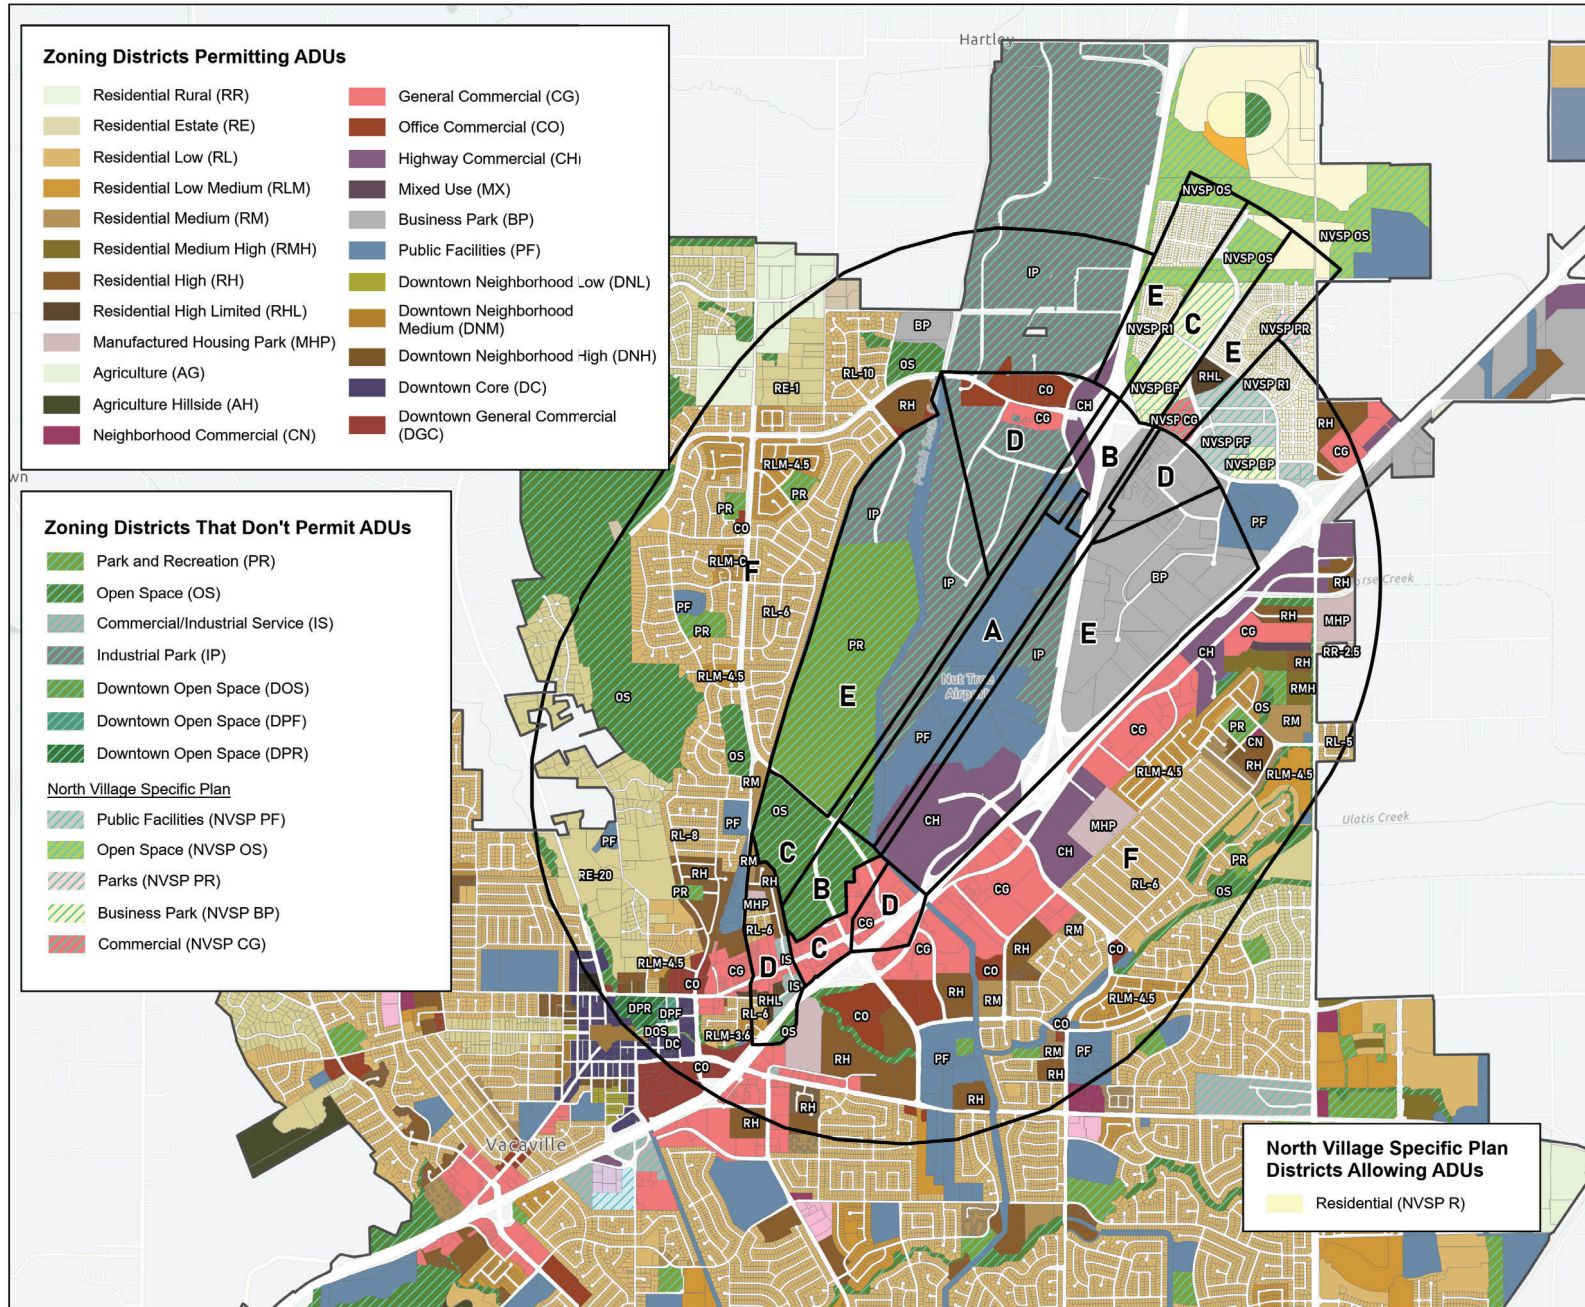 Zoning Districts Permitting ADUs
Residential Rural (RR)
Residential Estate (RE)
Residential Low (RL)
Residential Low Medium (RLM)
Residential Medium (RM)
Residential Medium High (RMH)
Residential High (RH)
Residential High Limited (RHL)
Manufactured Housing Park (MHP)
Agriculture (AG)
Agriculture Hillside (AH)
Neighborhood Commercial (CN)
General Commercial (CG)
Office Commercial (CO)
Highway Commercial (CH)
Mixed Use (MX)
Business Park (BP)
Public Facilities (PF)
Downtown Neighborhood Low (DNL)
Downtown Neighborhood
Medium (DNM)
Downtown Neighborhood High (DNH)
Downtown Core (DC)
Downtown General Commercial
(DGC)
Zoning Districts That Don't Permit ADUs
Park and Recreation (PR)
Open Space (OS)
Commercial/Industrial Service (IS)
Industrial Park (IP)
Downtown Open Space (DOS)
Downtown Open Space (DPF)
Downtown Open Space (DPR)
North Village Specific Plan
Public Facilities (NVSP PF)
Open Space (NVSP OS)
Parks (NVSP PR)
Business Park (NVSP BP)
Commercial (NVSP CG)
North Village Specific Plan
Districts Allowing ADUs
Residential (NVSP R)
Hartley
wn
NVSP OS
NVSP OS
NVSP OS
IP
E
C
NVSP R1
NVSP PR
E
BP
OS
RL-10
RE-1
RHL
NVSP R1
NVSP BP
CO
CH
RH
CG
NVSP CG
RH
D
NVSP PF
CG
B
NVSP BP
RLM-4.5
D
PR
PR
CO
IP
PF
RLM-C
F
BP
IP
RH
orse Creek
PF
RL-6
RH
MHP
PR
A
E
CG
PR
IP
CH
RR-2.5
RH
RLM-4.5
Nut Tree
Airport
RMH
OS
E
OS
RM
PR
CG
PF
CN
RL-5
OS
RH
RLM-4.5
RLM-4.5
RM
OS
CH
Ulatis Creek
PF
MHP
RL-8
PF
CH
F
C
RM
PR
RE-20
RH
RH
RL-6
PR
B
CG
OS
MHP
D
CG
RL-6
RM
C
CG
RH
CO
IS
RLM-4.5
D
CG
CO
CO
IS
RH
RM
RLM-4.5
RHL
DPR
DPF
RL-6
CO
CO
DOS
RLM-3.6
OS
DC
RH
PF
RM
PF
CO
RH
RH
RH
RH
Vacaville